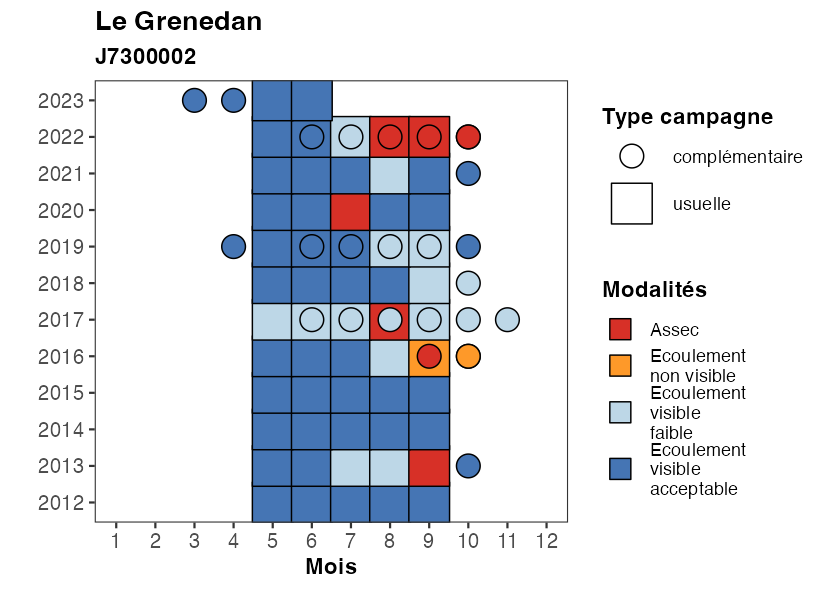 Le Grenedan
J7300002
2023
2022
2021
2020
2019
2018
2017
2016
2015
2014
2013
2012
1 2 3 4 5 6 7 8 9 10 11 12
Mois
Type campagne
complémentaire
usuelle
Modalités
Assec
Ecoulement
non visible
Ecoulement
visible
faible
Ecoulement
visible
acceptable